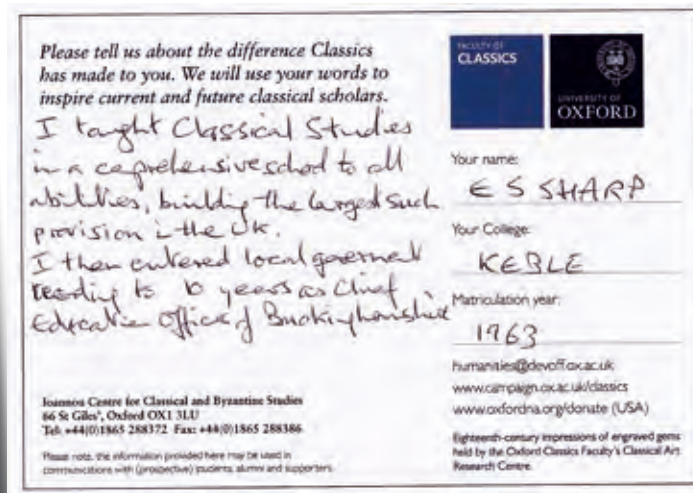 Please tell us about the difference Classics
has made to you. We will use your words to
inspire current and future classical scholars.
I taught Classical Studies
in a comprehensive school to all
abilities, building the largest such
provision in the UK.
I then entered local government
leading to 10 years as Chief
Education Officer of Buckinghamshire
Joannou Centre for Classical and Byzantine Studies
66 St Giles', Oxford OX1 3LU
Tel: +44(0)1865 288372 Fax: +44(0)1865 288386
Please note, the information provided here may be used in
communications with (prospective) students, alumni and supporters.
FACULTY OF
CLASSICS
UNIVERSITY OF
OXFORD
Your name:
E S SHARP
Your College:
KEBLE
Matriculation year:
1963
humanities@devoff.ox.ac.uk
www.campaign.ox.ac.uk/classics
www.oxfordna.org/donate (USA)
Eighteenth-century impressions of engraved gems
held by the Oxford Classics Faculty's Classical Art
Research Centre.